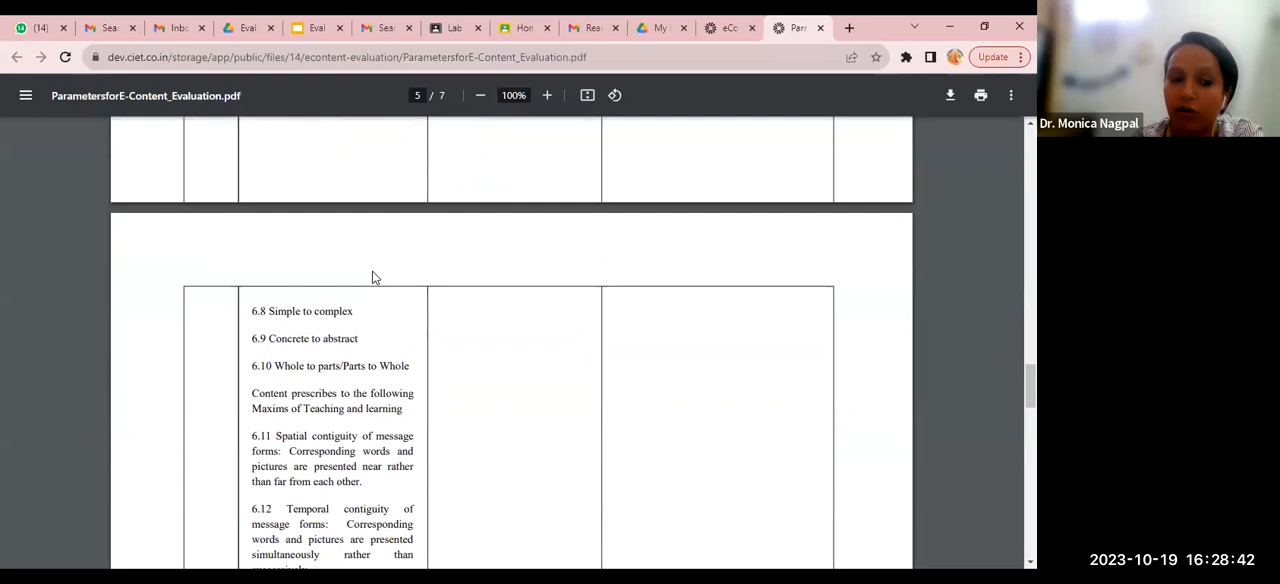 (14)
Sea
Inbo
Eval
Eval
Sea
Lab
Hon
Rea
My
eCo
Para
dev.ciet.co.in/storage/app/public/files/14/econtent-evaluation/ParametersforE-Content_Evaluation.pdf
Update
ParametersforE-Content_Evaluation.pdf
5 / 7
100%
Dr. Monica Nagpal
6.8 Simple to complex
6.9 Concrete to abstract
6.10 Whole to parts/Parts to Whole
Content prescribes to the following
Maxims of Teaching and learning
6.11 Spatial contiguity of message
forms: Corresponding words and
pictures are presented near rather
than far from each other.
6.12 Temporal contiguity of
message forms: Corresponding
words and pictures are presented
simultaneously rather than
2023-10-19 16:28:42